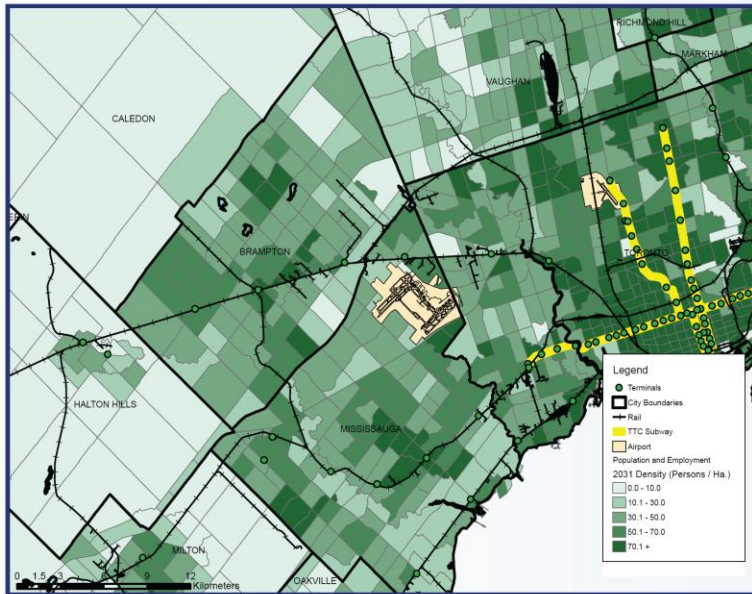 RICHMOND HILL
MARKHAM
VAUGHAN
CALEDON
BRAMPTON
TORONTO
HALTON HILLS
MISSISSAUGA
MILTON
OAKVILLE
Legend
Terminals
City Boundaries
Rail
TTC Subway
Airport
Population and Employment
2031 Density (Persons / Ha.)
0.0 - 10.0
10.1 - 30.0
30.1 - 50.0
50.1 - 70.0
70.1 +
0 1.5 3 6 9 12
Kilometers